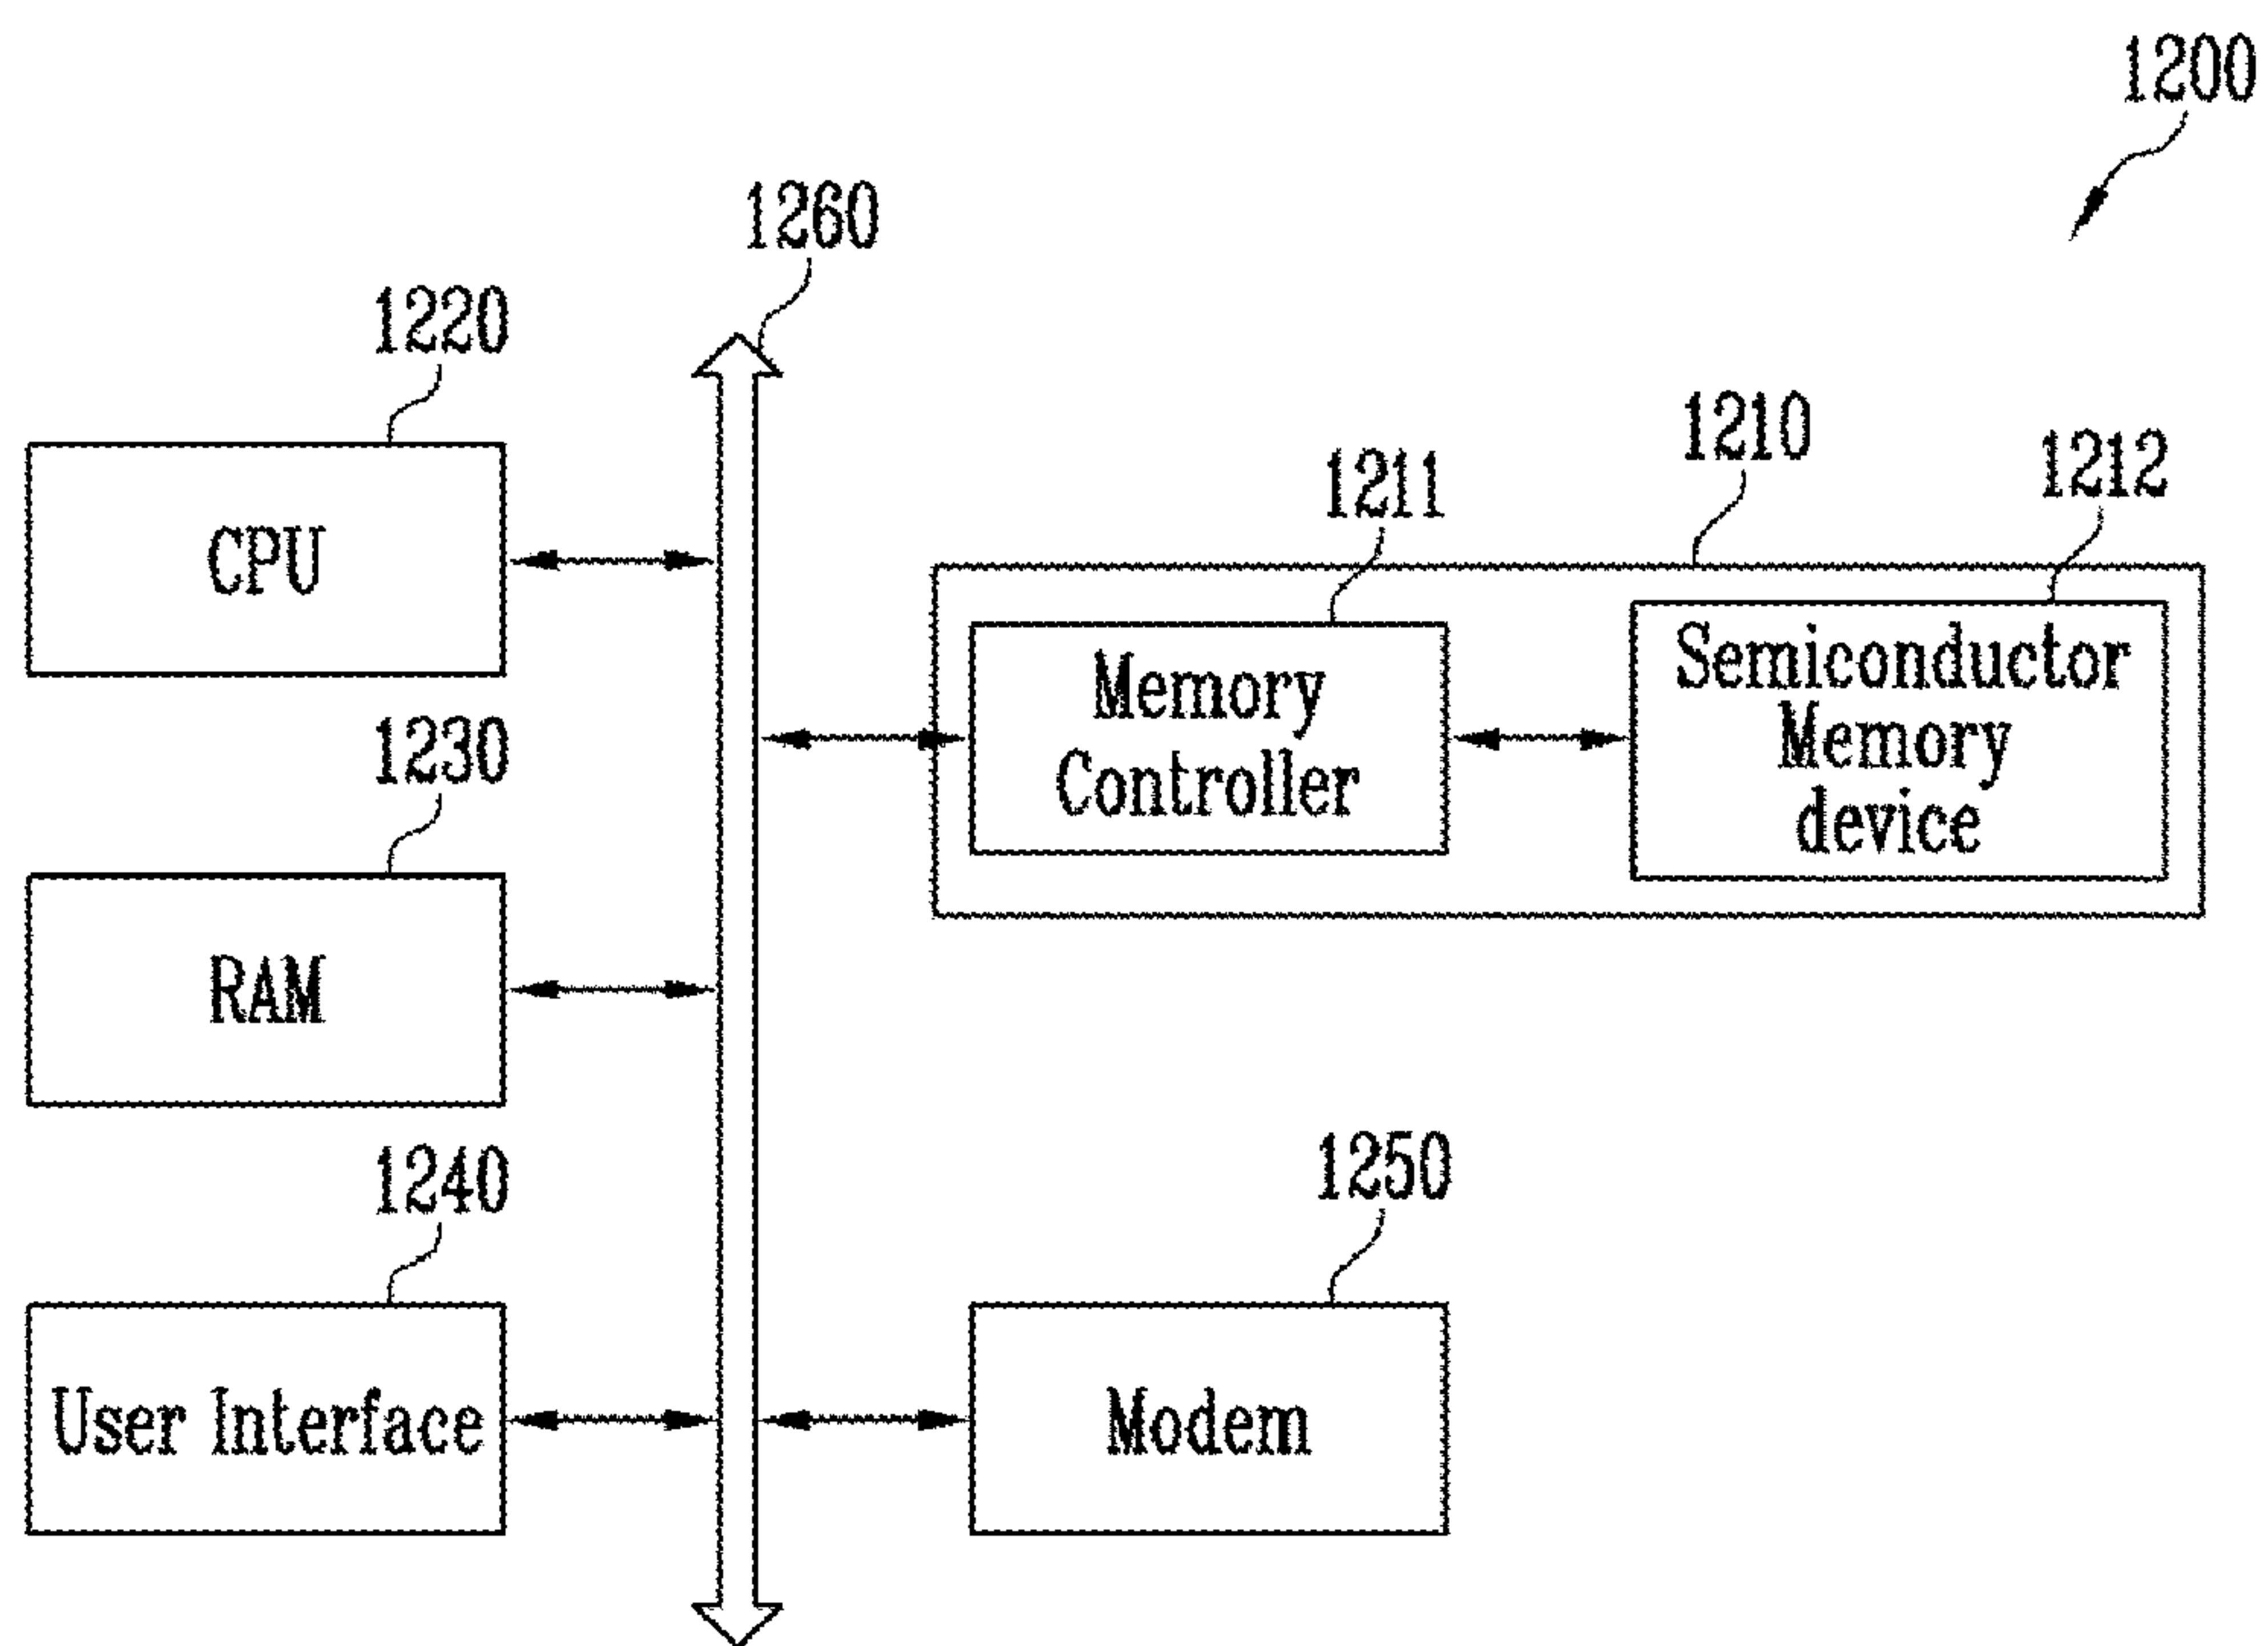 1200
1260
1220
1210
1212
1211
CPU
Memory
Controller
Semiconductor
Memory
device
1230
RAM
1240
1250
User Interface
Modem